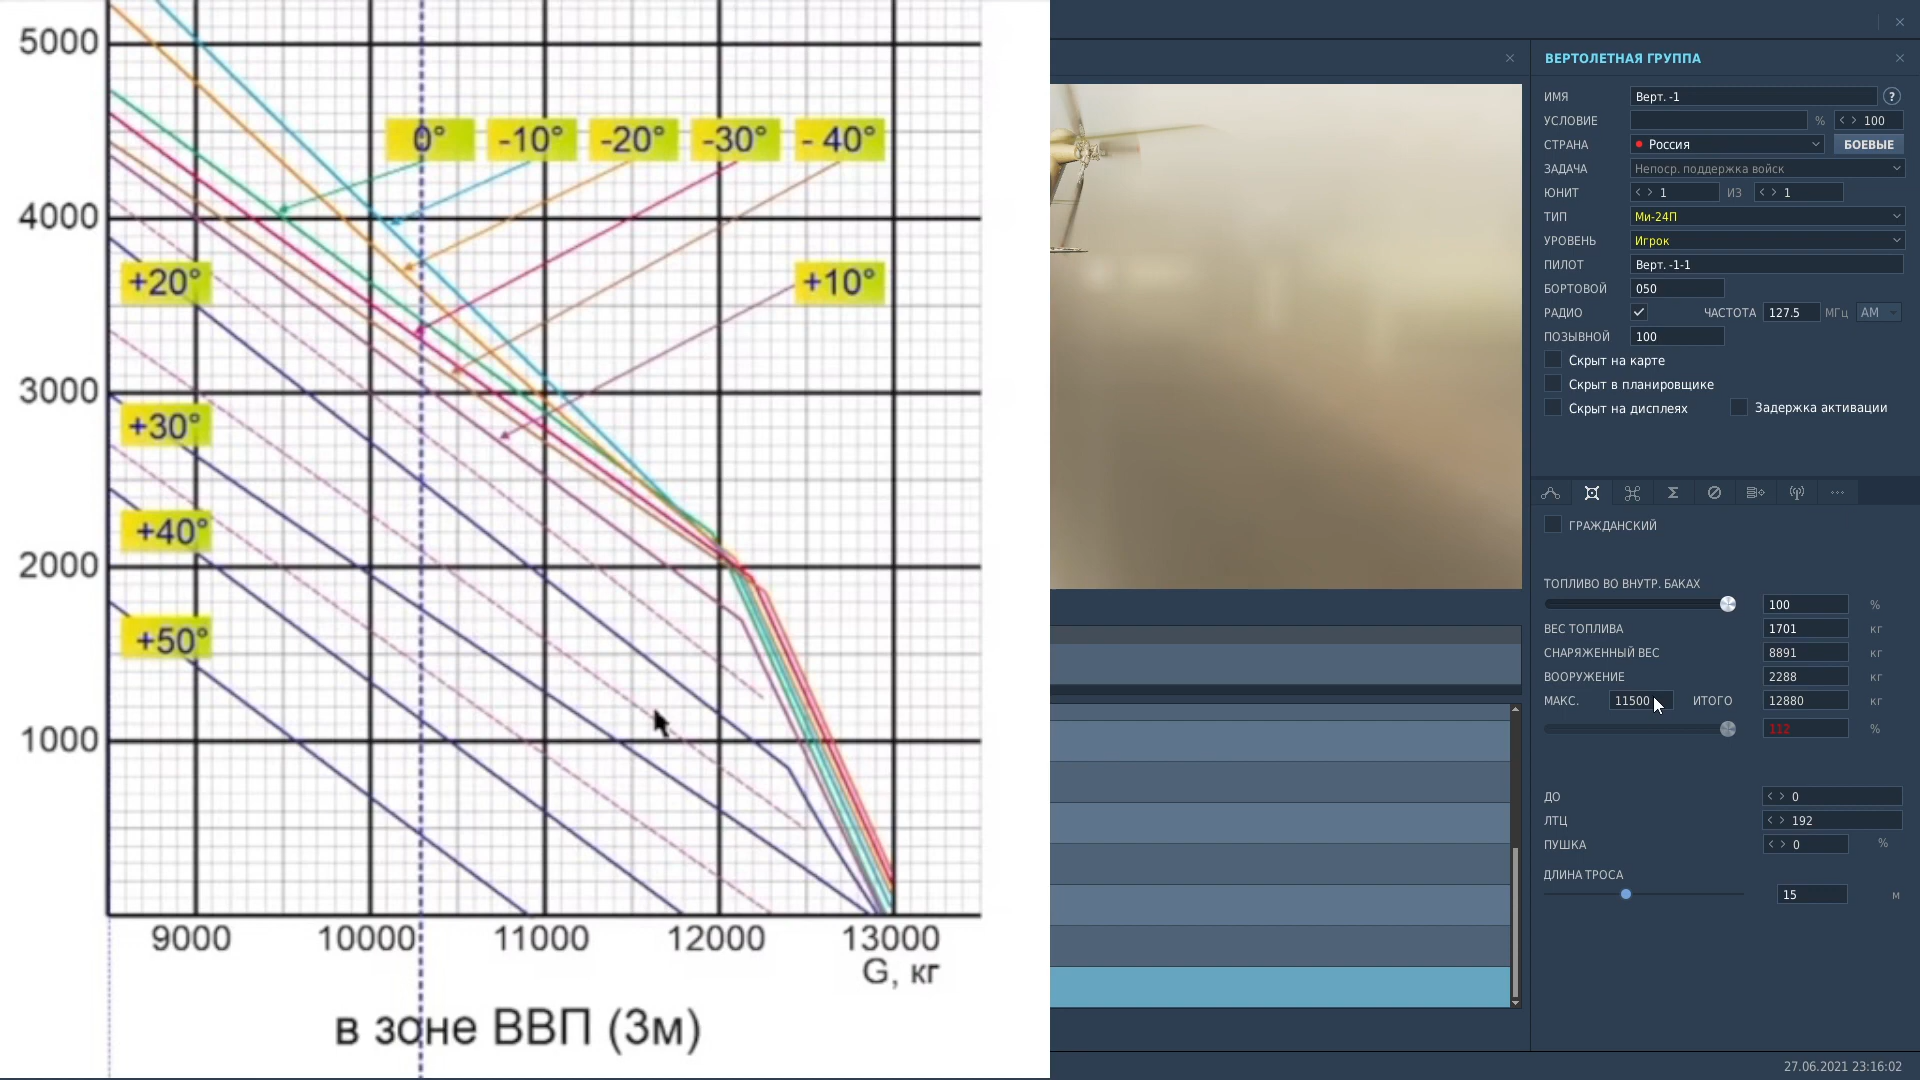 5000
0° -10° -20° -30° - 40°
4000
+20° +10°
3000
+30°
+40°
2000
+50°
1000
9000 10000 11000 12000 13000
G, кг
в зоне ВВП (3м)
ВЕРТОЛЕТНАЯ ГРУППА
ИМЯ Верт. -1 ?
УСЛОВИЕ % 100
СТРАНА Россия БОЕВЫЕ
ЗАДАЧА Непоср. поддержка войск
ЮНИТ 1 ИЗ 1
ТИП Ми-24П
УРОВЕНЬ Игрок
ПИЛОТ Верт. -1-1
БОРТОВОЙ 050
РАДИО ЧАСТОТА 127.5 МГц AM
ПОЗЫВНОЙ 100
Скрыт на карте
Скрыт в планировщике
Скрыт на дисплеях Задержка активации
ГРАЖДАНСКИЙ
ТОПЛИВО ВО ВНУТР. БАКАХ
100 %
ВЕС ТОПЛИВА 1701 кг
СНАРЯЖЕННЫЙ ВЕС 8891 кг
ВООРУЖЕНИЕ 2288 кг
МАКС. 11500 ИТОГО 12880 кг
112 %
ДО 0
ЛТЦ 192
ПУШКА 0 %
ДЛИНА ТРОСА
15 м
27.06.2021 23:16:02